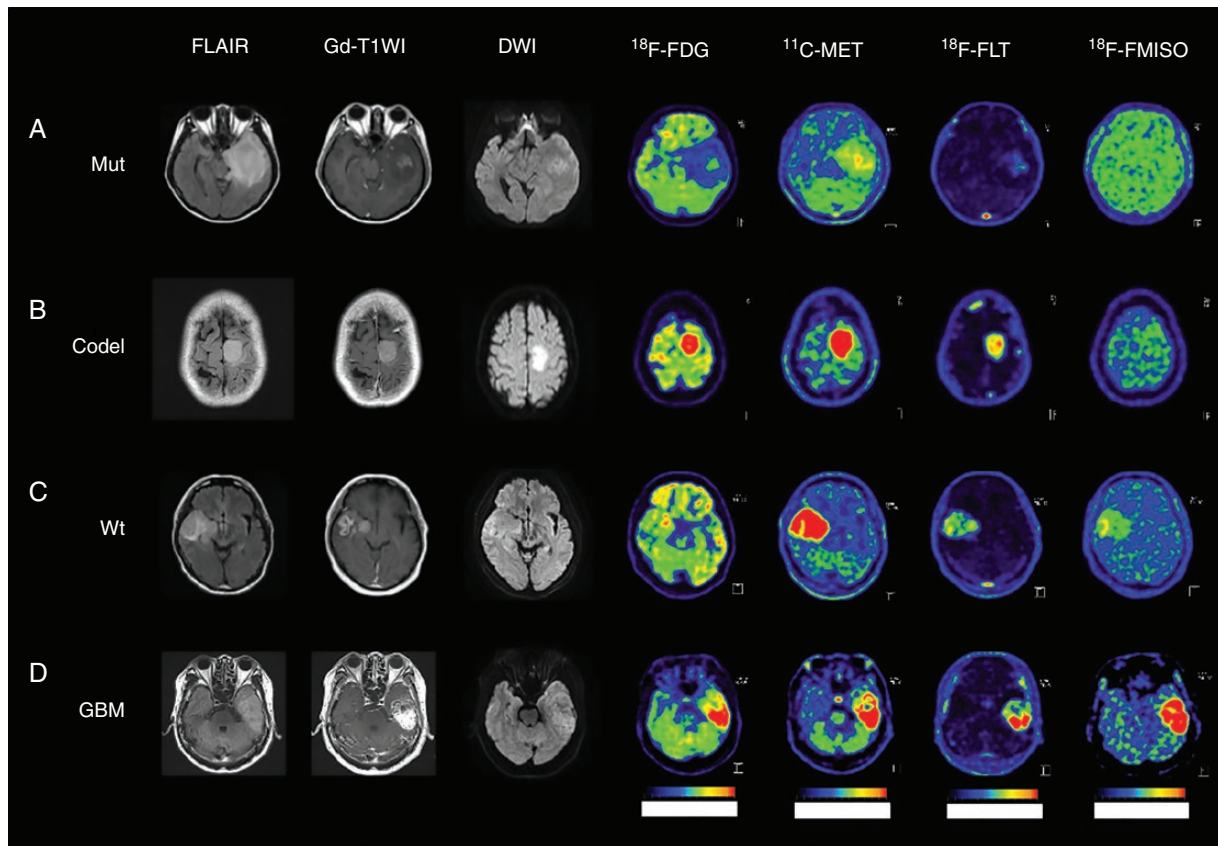 FLAIR Gd-T1WI DWI ¹⁸F-FDG ¹¹C-MET ¹⁸F-FLT ¹⁸F-FMISO
A
Mut
B
Codel
C
Wt
D
GBM